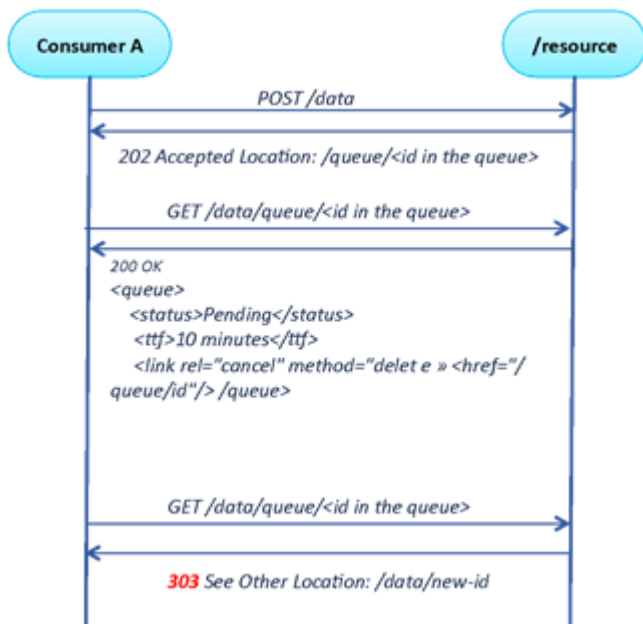 Consumer A
/resource
POST /data
202 Accepted Location: /queue/<id in the queue>
GET /data/queue/<id in the queue>
200 OK
<queue>
<status>Pending</status>
<ttf>10 minutes</ttf>
<link rel="cancel" method="delet e » <href="/
queue/id"/> /queue>
GET /data/queue/<id in the queue>
303 See Other Location: /data/new-id